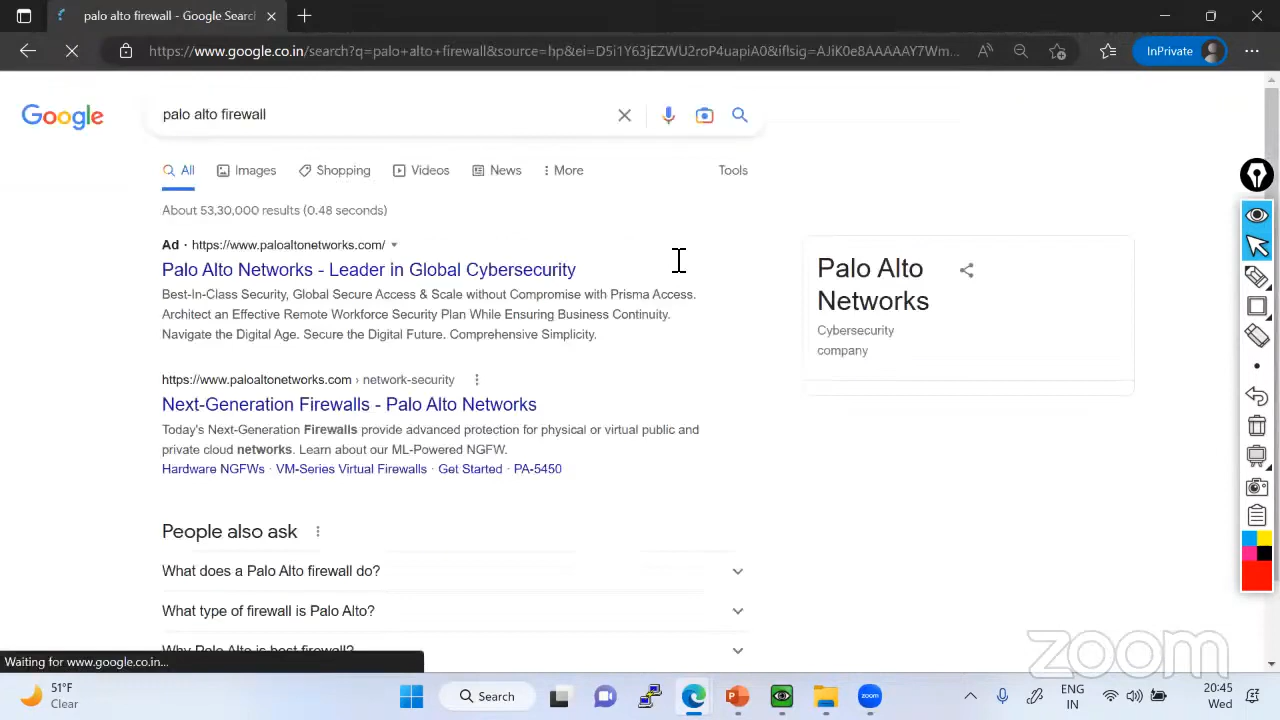 palo alto firewall - Google Search
https://www.google.co.in/search?q=palo+alto+firewall&source=hp&ei=D5i1Y63jEZWU2roP4uapiA0&iflsig=AJiK0e8AAAAAY7Wm...
InPrivate
Google
palo alto firewall
All
Images
Shopping
Videos
News
More
Tools
About 53,30,000 results (0.48 seconds)
Ad · https://www.paloaltonetworks.com/
Palo Alto Networks - Leader in Global Cybersecurity
Best-In-Class Security, Global Secure Access & Scale without Compromise with Prisma Access.
Architect an Effective Remote Workforce Security Plan While Ensuring Business Continuity.
Navigate the Digital Age. Secure the Digital Future. Comprehensive Simplicity.
Palo Alto
Networks
Cybersecurity
company
https://www.paloaltonetworks.com › network-security
Next-Generation Firewalls - Palo Alto Networks
Today's Next-Generation Firewalls provide advanced protection for physical or virtual public and
private cloud networks. Learn about our ML-Powered NGFW.
Hardware NGFWs · VM-Series Virtual Firewalls · Get Started · PA-5450
People also ask
What does a Palo Alto firewall do?
What type of firewall is Palo Alto?
Why Palo Alto is best firewall?
zoom
Waiting for www.google.co.in...
51°F
Clear
Search
zoom
ENG
IN
20:45
Wed